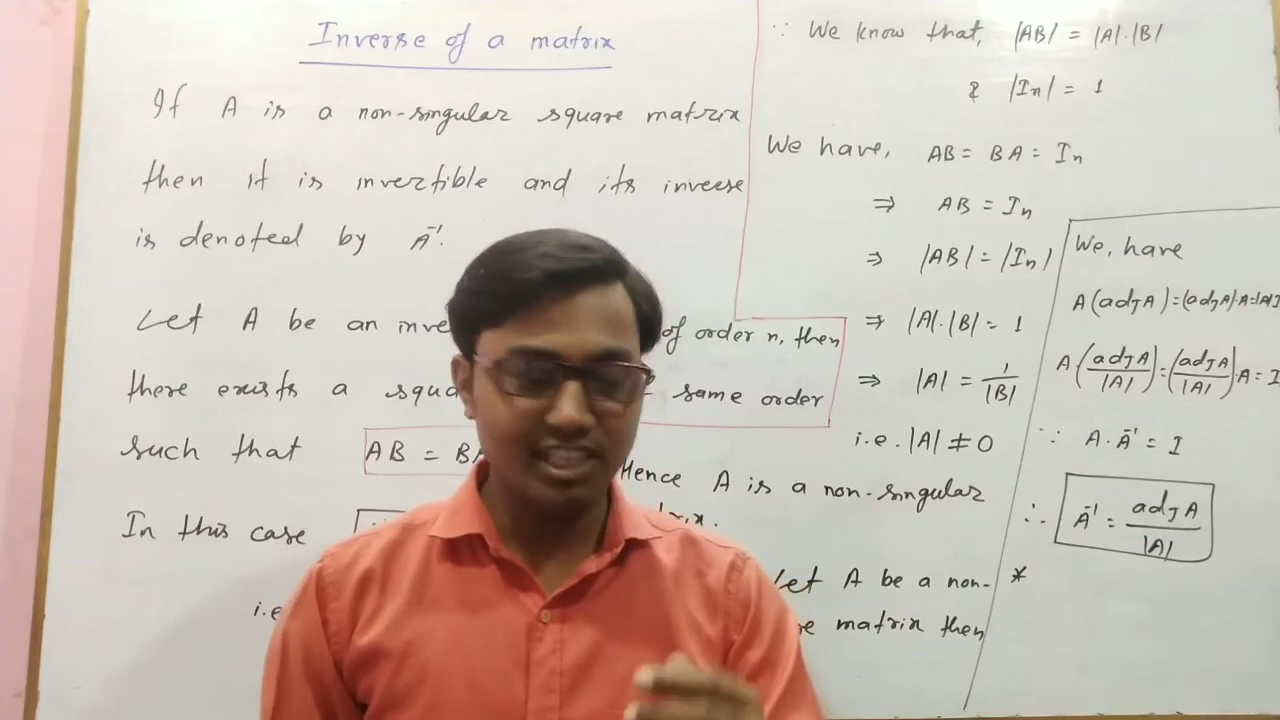 Inverse of a matrix
If A is a non-singular square matrix
then it is invertible and its inverse
is denoted by A⁻¹.
Let A be an of order n, then
there exists a same order
such that AB =
In this case
i.e
∵ We know that, |AB| = |A|.|B|
& |In| = 1
We have, AB = BA = In
⇒ AB = In
⇒ |AB| = |In|
⇒ |A|.|B| = 1
⇒ |A| = 1/|B|
i.e. |A| ≠ 0
Hence A is a non-singular
Let A be a non-
matrix then
We, have
A(adjA) = (adjA).A = |A|I
A.(adjA/|A|) = (adjA/|A|).A = I
∵ A.A⁻¹ = I
∴ A⁻¹ = adjA/|A|
*